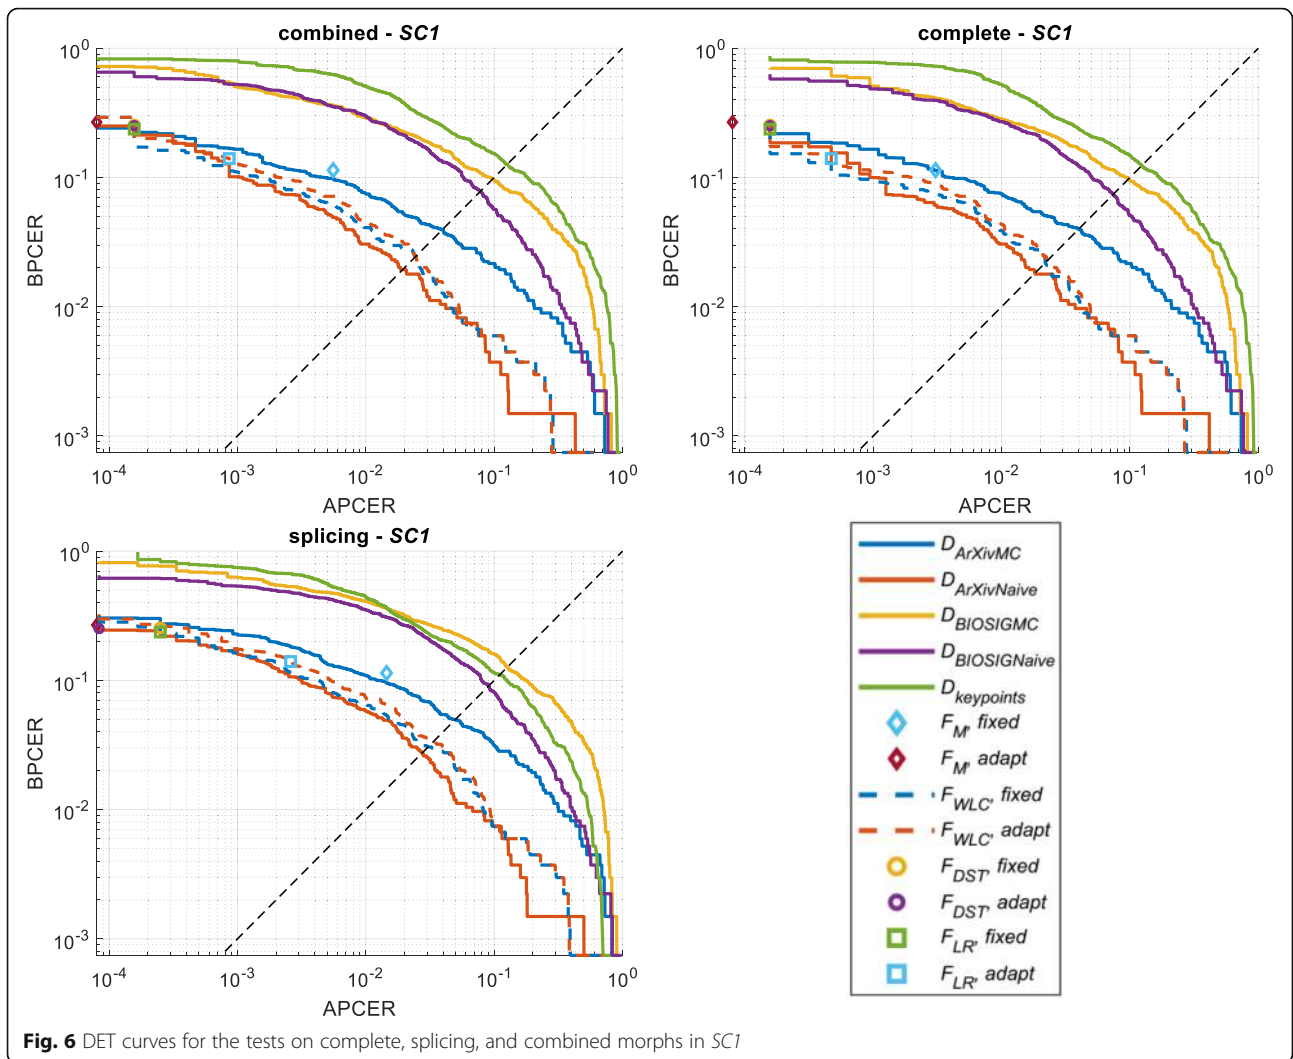 combined - SC1
10^0
10^-1
10^-2
10^-3
BPCER
10^-4
10^-3
10^-2
10^-1
10^0
APCER
complete - SC1
10^0
10^-1
10^-2
10^-3
BPCER
10^-4
10^-3
10^-2
10^-1
10^0
APCER
splicing - SC1
10^0
10^-1
10^-2
10^-3
BPCER
10^-4
10^-3
10^-2
10^-1
10^0
APCER
D_ArXivMC
D_ArXivNaive
D_BIOSIGMC
D_BIOSIGNaive
D_keypoints
F_M, fixed
F_M, adapt
F_WLC, fixed
F_WLC, adapt
F_DST, fixed
F_DST, adapt
F_LR, fixed
F_LR, adapt
Fig. 6 DET curves for the tests on complete, splicing, and combined morphs in SC1